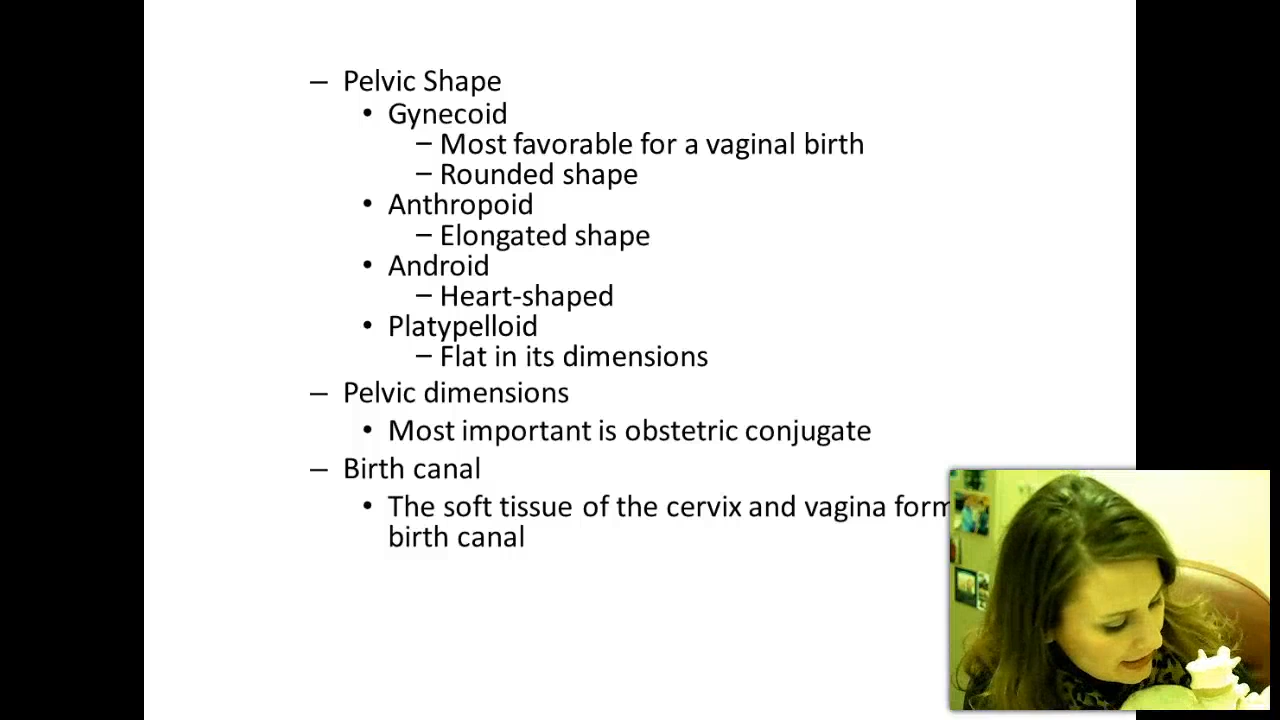 – Pelvic Shape
• Gynecoid
– Most favorable for a vaginal birth
– Rounded shape
• Anthropoid
– Elongated shape
• Android
– Heart-shaped
• Platypelloid
– Flat in its dimensions
– Pelvic dimensions
• Most important is obstetric conjugate
– Birth canal
• The soft tissue of the cervix and vagina form
birth canal